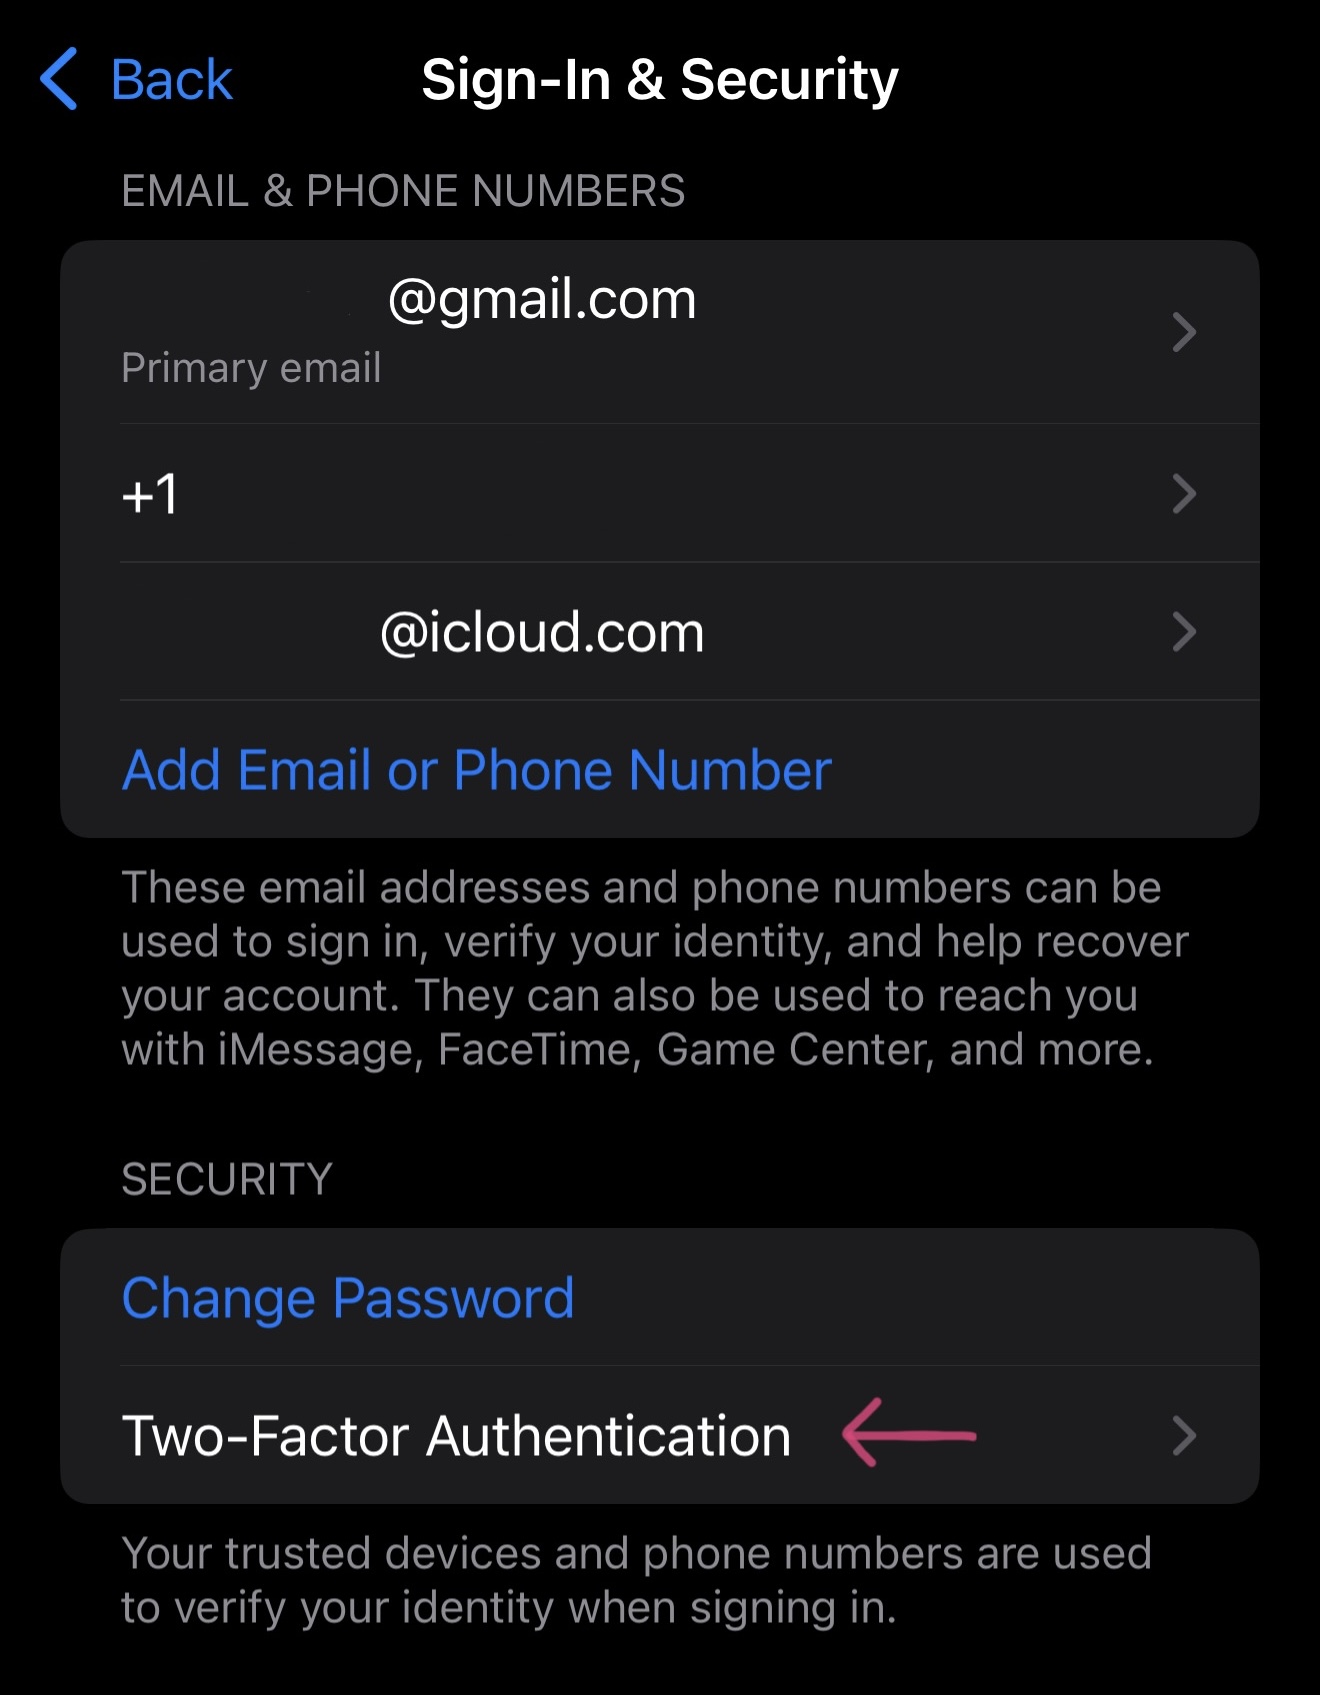 Back
Sign-In & Security
EMAIL & PHONE NUMBERS
@gmail.com
Primary email
+1
@icloud.com
Add Email or Phone Number
These email addresses and phone numbers can be
used to sign in, verify your identity, and help recover
your account. They can also be used to reach you
with iMessage, FaceTime, Game Center, and more.
SECURITY
Change Password
Two-Factor Authentication
Your trusted devices and phone numbers are used
to verify your identity when signing in.